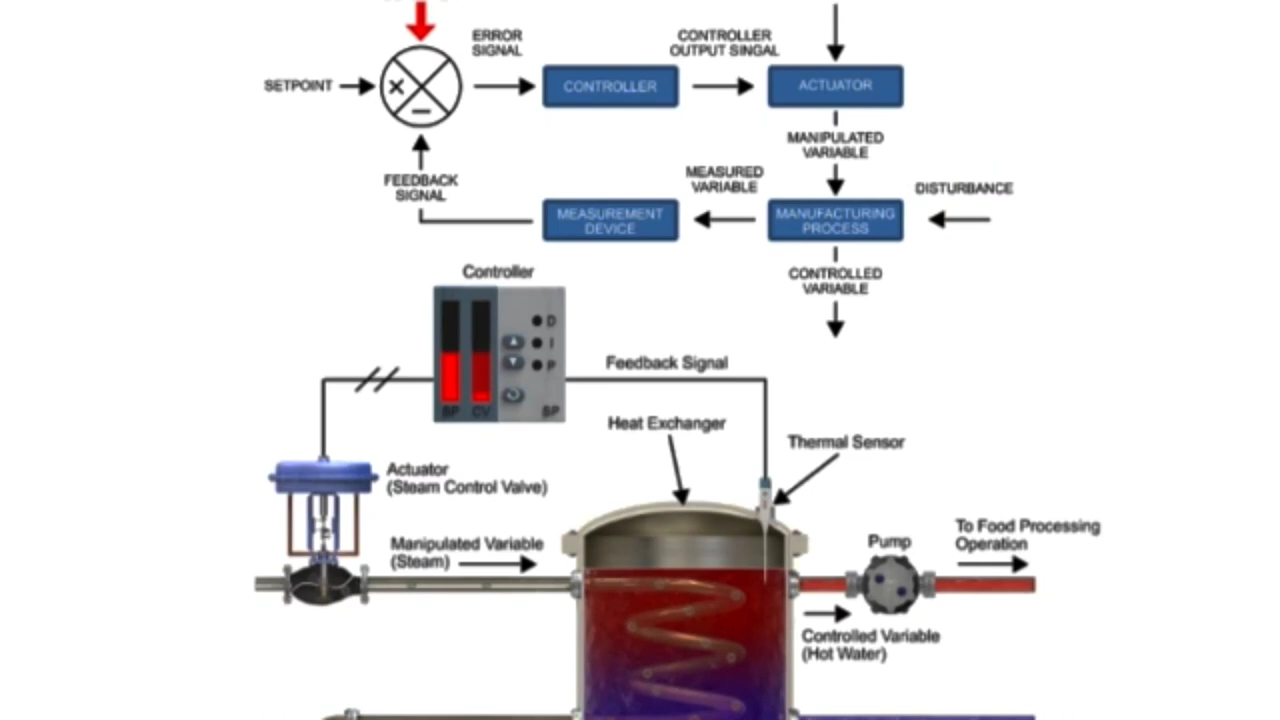 ERROR
SIGNAL
CONTROLLER
OUTPUT SINGAL
SETPOINT
CONTROLLER
ACTUATOR
MANIPULATED
VARIABLE
FEEDBACK
SIGNAL
MEASURED
VARIABLE
DISTURBANCE
MEASUREMENT
DEVICE
MANUFACTURING
PROCESS
CONTROLLED
VARIABLE
Controller
D
I
P
SP CV SP
Feedback Signal
Heat Exchanger
Thermal Sensor
Actuator
(Steam Control Valve)
Manipulated Variable
(Steam)
Pump
To Food Processing
Operation
Controlled Variable
(Hot Water)